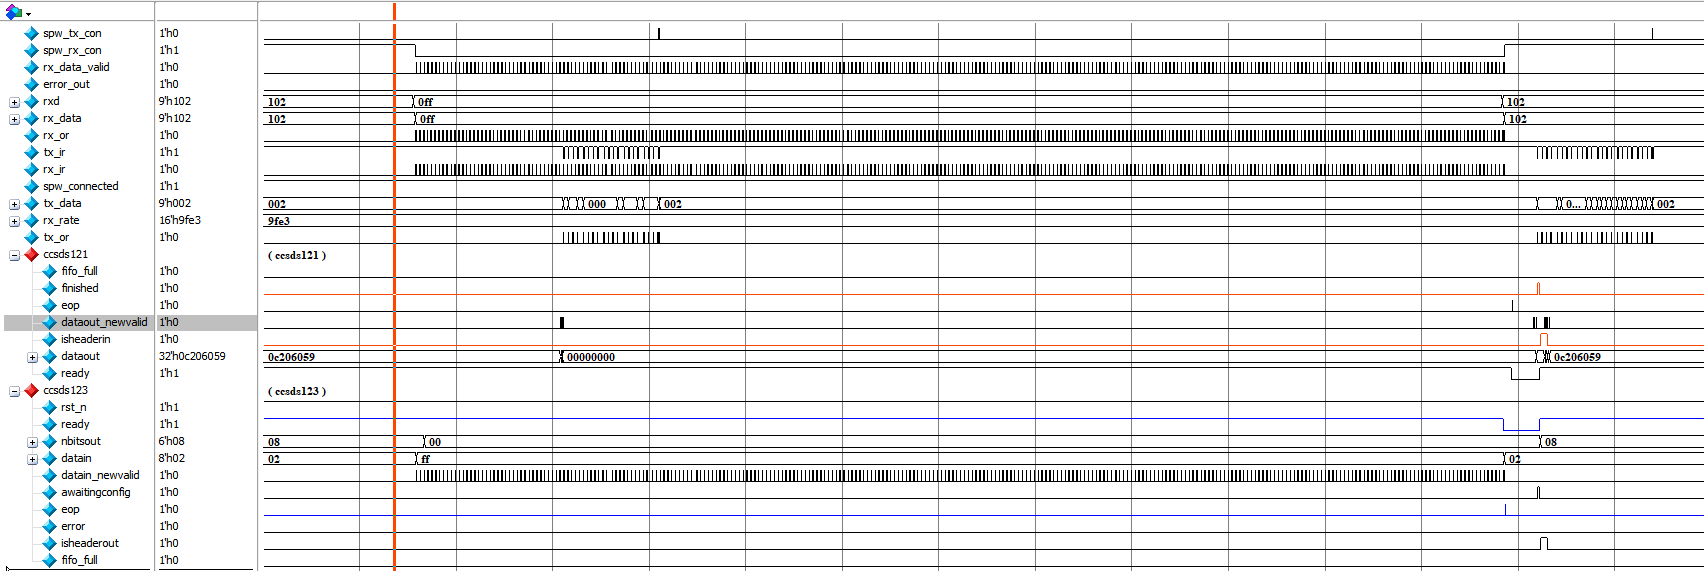 spw_tx_con 1'h0
spw_rx_con 1'h1
rx_data_valid 1'h0
error_out 1'h0
rxd 9'h102 102 0ff 102
rx_data 9'h102 102 0ff 102
rx_or 1'h0
tx_ir 1'h1
rx_ir 1'h0
spw_connected 1'h1
tx_data 9'h002 002 000 002 0... 002
rx_rate 16'h9fe3 9fe3
tx_or 1'h0
ccsds121 ( ccsds121 )
fifo_full 1'h0
finished 1'h0
eop 1'h0
dataout_newvalid 1'h0
isheaderin 1'h0
dataout 32'h0c206059 0c206059 00000000 0c206059
ready 1'h1
ccsds123 ( ccsds123 )
rst_n 1'h1
ready 1'h1
nbitsout 6'h08 08 00 08
datain 8'h02 02 ff 02
datain_newvalid 1'h0
awaitingconfig 1'h0
eop 1'h0
error 1'h0
isheaderout 1'h0
fifo_full 1'h0